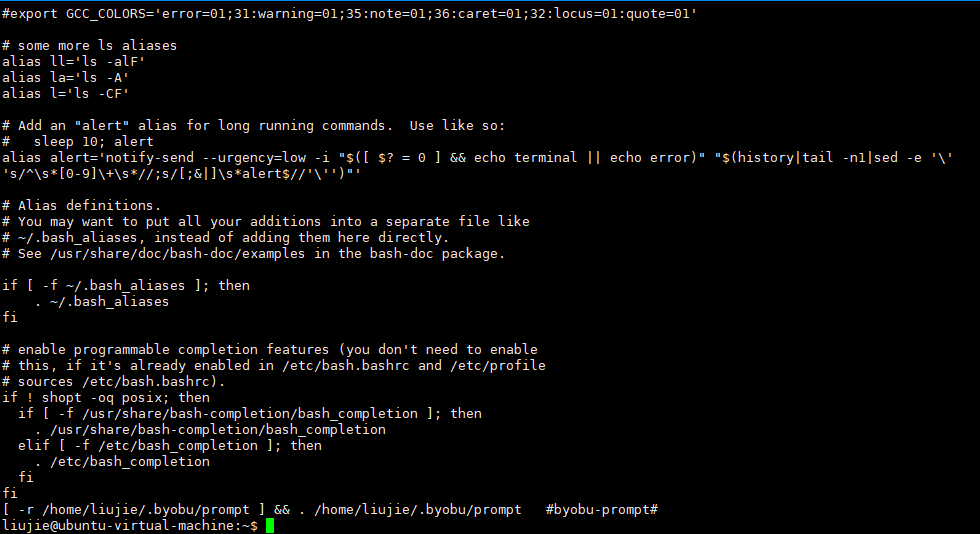 #export GCC_COLORS='error=01;31:warning=01;35:note=01;36:caret=01;32:locus=01:quote=01'

# some more ls aliases
alias ll='ls -alF'
alias la='ls -A'
alias l='ls -CF'

# Add an "alert" alias for long running commands.  Use like so:
#   sleep 10; alert
alias alert='notify-send --urgency=low -i "$([ $? = 0 ] && echo terminal || echo error)" "$(history|tail -n1|sed -e '\'
's/^\s*[0-9]\+\s*//;s/[;&|]\s*alert$//'\'')"'

# Alias definitions.
# You may want to put all your additions into a separate file like
# ~/.bash_aliases, instead of adding them here directly.
# See /usr/share/doc/bash-doc/examples in the bash-doc package.

if [ -f ~/.bash_aliases ]; then
    . ~/.bash_aliases
fi

# enable programmable completion features (you don't need to enable
# this, if it's already enabled in /etc/bash.bashrc and /etc/profile
# sources /etc/bash.bashrc).
if ! shopt -oq posix; then
  if [ -f /usr/share/bash-completion/bash_completion ]; then
    . /usr/share/bash-completion/bash_completion
  elif [ -f /etc/bash_completion ]; then
    . /etc/bash_completion
  fi
fi
[ -r /home/liujie/.byobu/prompt ] && . /home/liujie/.byobu/prompt   #byobu-prompt#
liujie@ubuntu-virtual-machine:~$